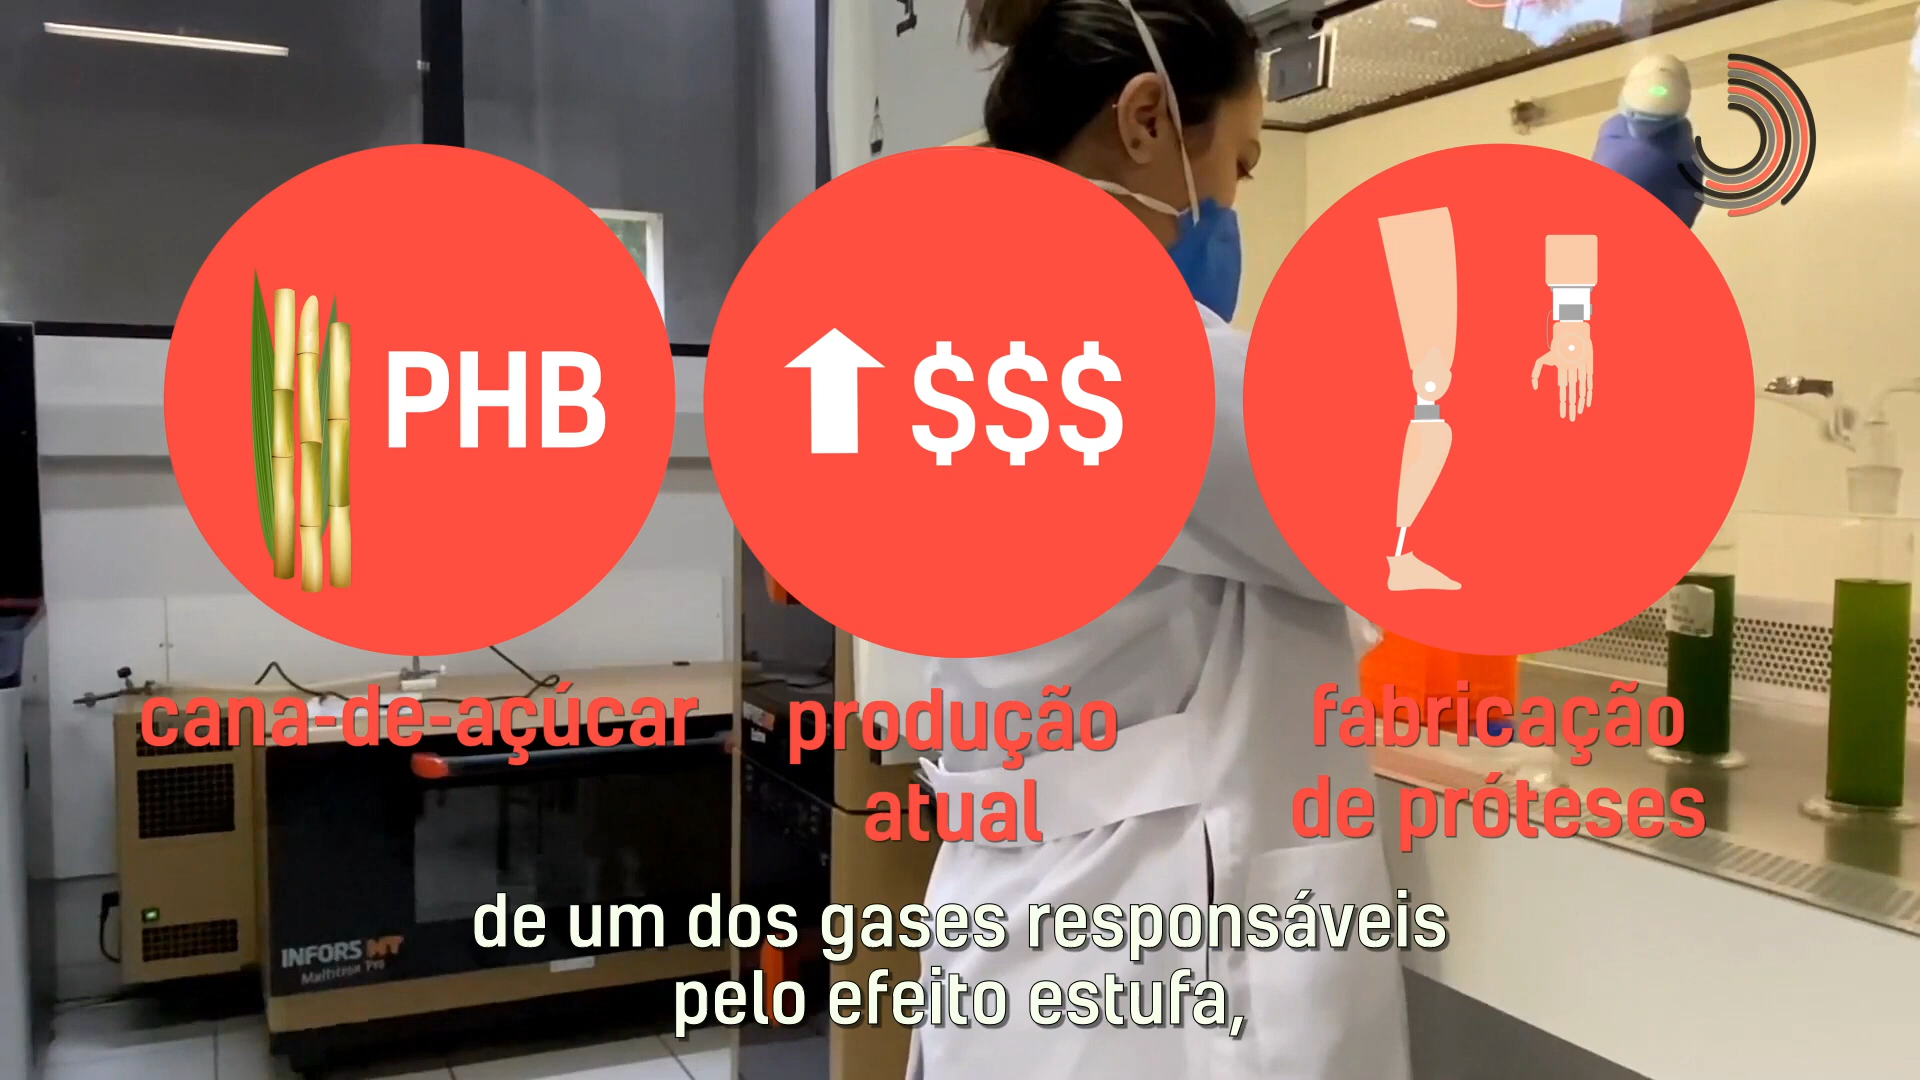 PHB
$$$
cana-de-açúcar
produção
atual
fabricação
de próteses
INFORS HT
Multitron Pro
de um dos gases responsáveis
pelo efeito estufa,